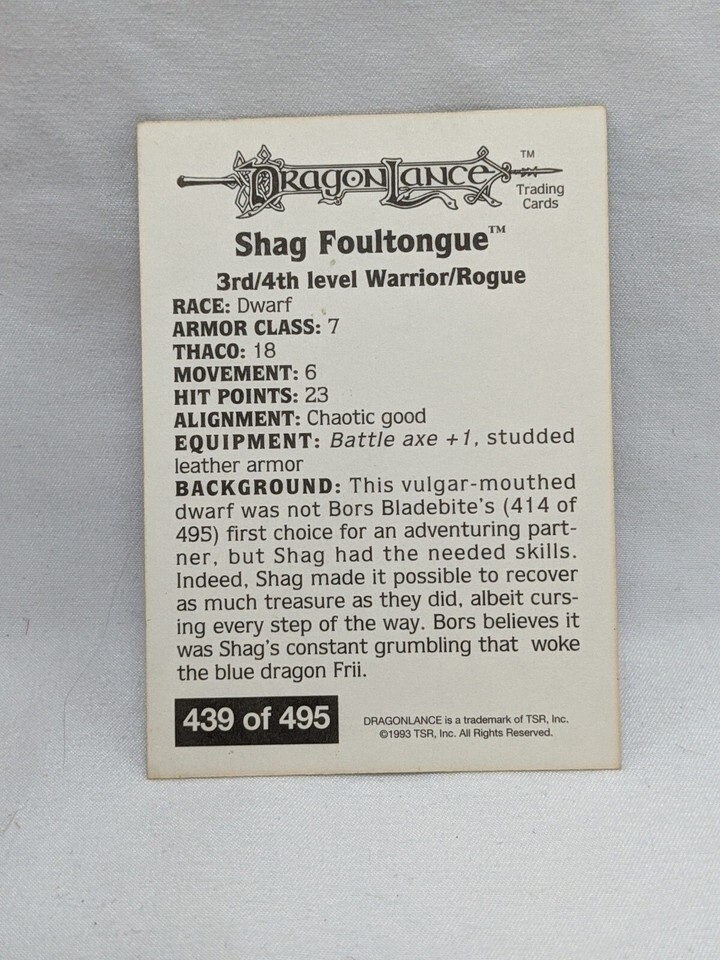 DRAGONLANCE™
Trading
Cards
Shag Foultongue™
3rd/4th level Warrior/Rogue
RACE: Dwarf
ARMOR CLASS: 7
THACO: 18
MOVEMENT: 6
HIT POINTS: 23
ALIGNMENT: Chaotic good
EQUIPMENT: Battle axe +1, studded
leather armor
BACKGROUND: This vulgar-mouthed
dwarf was not Bors Bladebite's (414 of
495) first choice for an adventuring part-
ner, but Shag had the needed skills.
Indeed, Shag made it possible to recover
as much treasure as they did, albeit curs-
ing every step of the way. Bors believes it
was Shag's constant grumbling that woke
the blue dragon Frii.
439 of 495
DRAGONLANCE is a trademark of TSR, Inc.
©1993 TSR, Inc. All Rights Reserved.